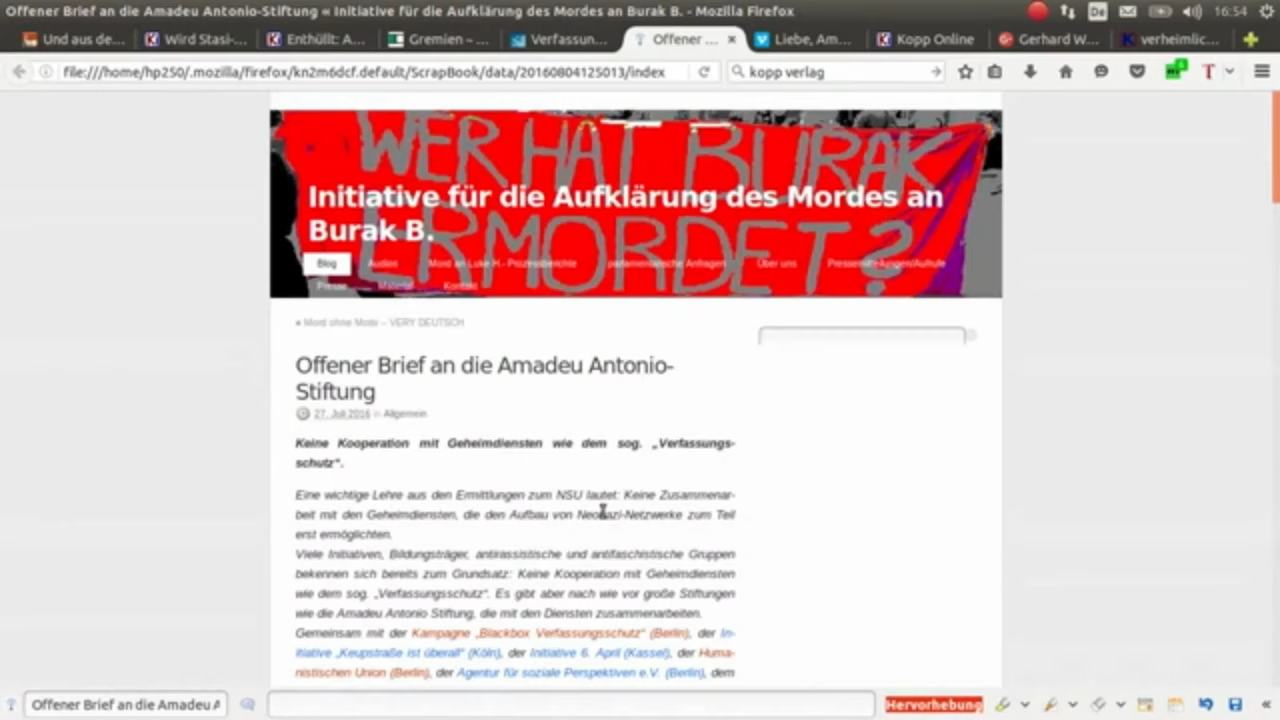 Offener Brief an die Amadeu Antonio-Stiftung « Initiative für die Aufklärung des Mordes an Burak B. - Mozilla Firefox
De
16:54
Und aus de...
Wird Stasi-...
Enthüllt: A...
Gremien – ...
Verfassun...
Offener ...
Liebe, Am...
Kopp Online
Gerhard W...
verheimlic...
file:///home/hp250/.mozilla/firefox/kn2m6dcf.default/ScrapBook/data/20160804125013/index
kopp verlag
WER HAT BURAK
ERMORDET?
Initiative für die Aufklärung des Mordes an
Burak B.
Blog
Audios
Mord an Luke H.- Prozessberichte
parlamentarische Anfragen
Über uns
Pressemitteilungen/Aufrufe
Presse
Material
Kontakt
« Mord ohne Motiv – VERY DEUTSCH
Offener Brief an die Amadeu Antonio-
Stiftung
27. Juli 2016 in Allgemein
Keine Kooperation mit Geheimdiensten wie dem sog. „Verfassungs-
schutz“.
Eine wichtige Lehre aus den Ermittlungen zum NSU lautet: Keine Zusammenar-
beit mit den Geheimdiensten, die den Aufbau von Neonazi-Netzwerke zum Teil
erst ermöglichten.
Viele Initiativen, Bildungsträger, antirassistische und antifaschistische Gruppen
bekennen sich bereits zum Grundsatz: Keine Kooperation mit Geheimdiensten
wie dem sog. „Verfassungsschutz“. Es gibt aber nach wie vor große Stiftungen
wie die Amadeu Antonio Stiftung, die mit den Diensten zusammenarbeiten.
Gemeinsam mit der Kampagne „Blackbox Verfassungsschutz“ (Berlin), der In-
itiative „Keupstraße ist überall“ (Köln), der Initiative 6. April (Kassel), der Huma-
nistischen Union (Berlin), der Agentur für soziale Perspektiven e.V. (Berlin), dem
Offener Brief an die Amadeu A
Hervorhebung